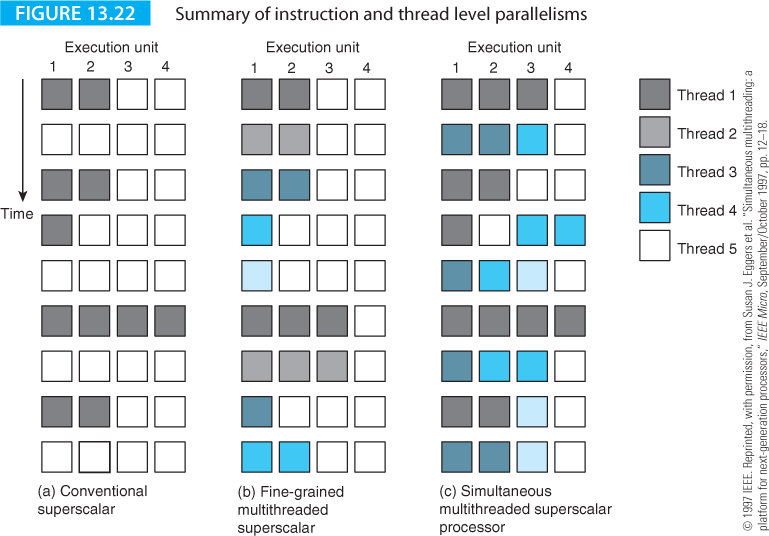 FIGURE 13.22 Summary of instruction and thread level parallelisms
Execution unit
1 2 3 4
Execution unit
1 2 3 4
Execution unit
1 2 3 4
Time
(a) Conventional
superscalar
(b) Fine-grained
multithreaded
superscalar
(c) Simultaneous
multithreaded superscalar
processor
Thread 1
Thread 2
Thread 3
Thread 4
Thread 5
© 1997 IEEE. Reprinted, with permission, from Susan J. Eggers et al. "Simultaneous multithreading: a
platform for next-generation processors," IEEE Micro, September/October 1997, pp. 12–18.